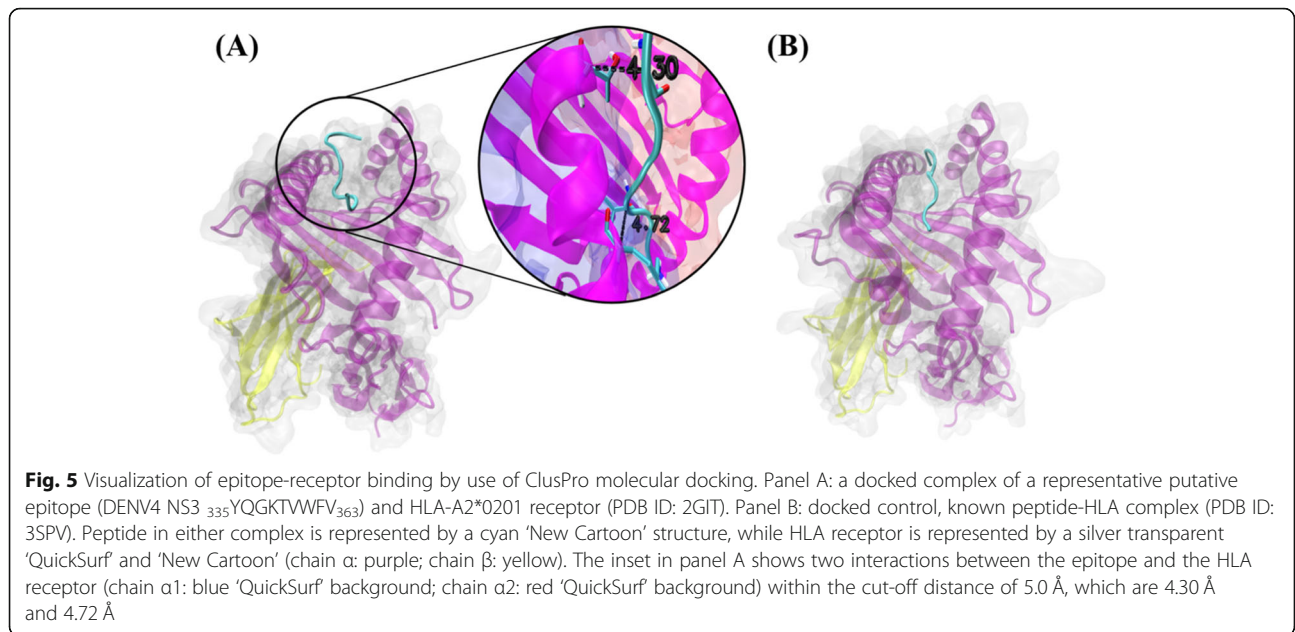 (A)
(B)
4.30
4.72
Fig. 5 Visualization of epitope-receptor binding by use of ClusPro molecular docking. Panel A: a docked complex of a representative putative
epitope (DENV4 NS3 335YQGKTVWFV363) and HLA-A2*0201 receptor (PDB ID: 2GIT). Panel B: docked control, known peptide-HLA complex (PDB ID:
3SPV). Peptide in either complex is represented by a cyan ‘New Cartoon’ structure, while HLA receptor is represented by a silver transparent
‘QuickSurf’ and ‘New Cartoon’ (chain α: purple; chain β: yellow). The inset in panel A shows two interactions between the epitope and the HLA
receptor (chain α1: blue ‘QuickSurf’ background; chain α2: red ‘QuickSurf’ background) within the cut-off distance of 5.0 Å, which are 4.30 Å
and 4.72 Å